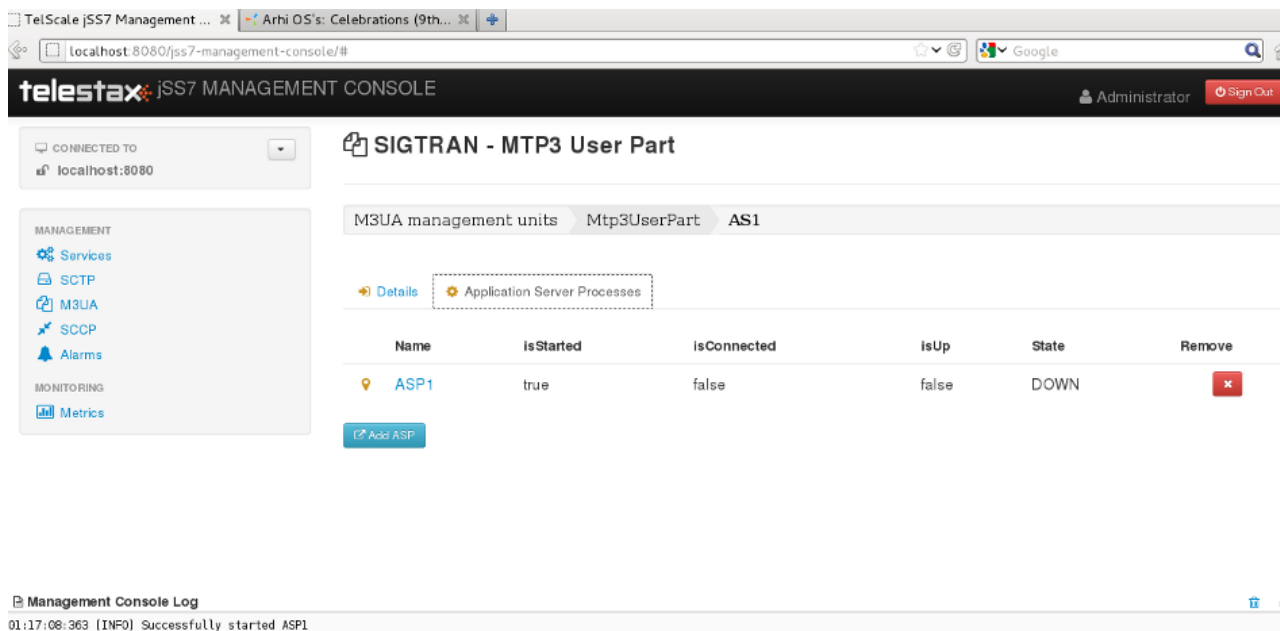 TelScale jSS7 Management ...
Arhi OS's: Celebrations (9th...
localhost:8080/jss7-management-console/#
Google
telestax jSS7 MANAGEMENT CONSOLE
Administrator
Sign Out
CONNECTED TO
localhost:8080
SIGTRAN - MTP3 User Part
M3UA management units
Mtp3UserPart
AS1
MANAGEMENT
Services
SCTP
M3UA
SCCP
Alarms
MONITORING
Metrics
Details
Application Server Processes
Name isStarted isConnected isUp State Remove
ASP1 true false false DOWN
Add ASP
Management Console Log
01:17:08:363 [INFO] Successfully started ASP1